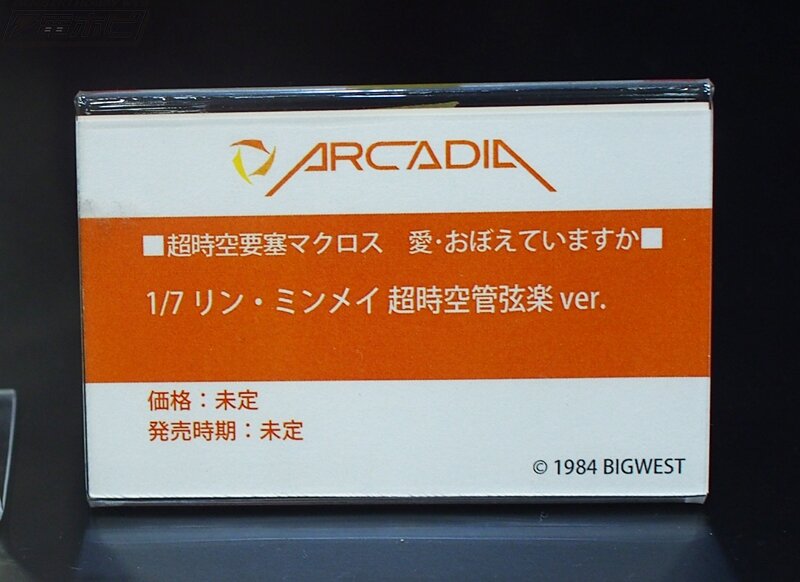 ARCADIA
■超時空要塞マクロス　愛・おぼえていますか■
1/7 リン・ミンメイ 超時空管弦楽 ver.
価格：未定
発売時期：未定
© 1984 BIGWEST